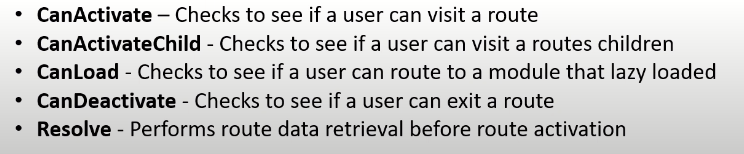 • CanActivate – Checks to see if a user can visit a route
• CanActivateChild - Checks to see if a user can visit a routes children
• CanLoad - Checks to see if a user can route to a module that lazy loaded
• CanDeactivate - Checks to see if a user can exit a route
• Resolve - Performs route data retrieval before route activation